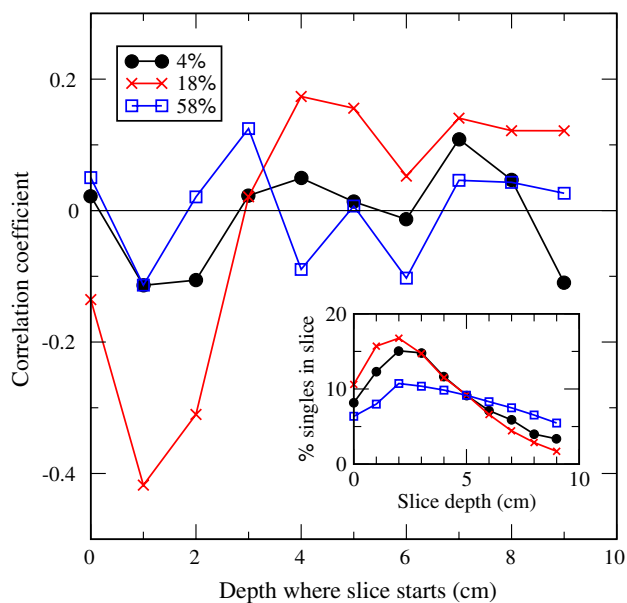 4%
18%
58%
0.2
0
-0.2
-0.4
Correlation coefficient
0 2 4 6 8 10
Depth where slice starts (cm)
20
10
0
% singles in slice
0 5 10
Slice depth (cm)